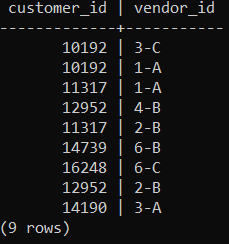 customer_id | vendor_id
-------------+-----------
10192 | 3-C
10192 | 1-A
11317 | 1-A
12952 | 4-B
11317 | 2-B
14739 | 6-B
16248 | 6-C
12952 | 2-B
14190 | 3-A
(9 rows)